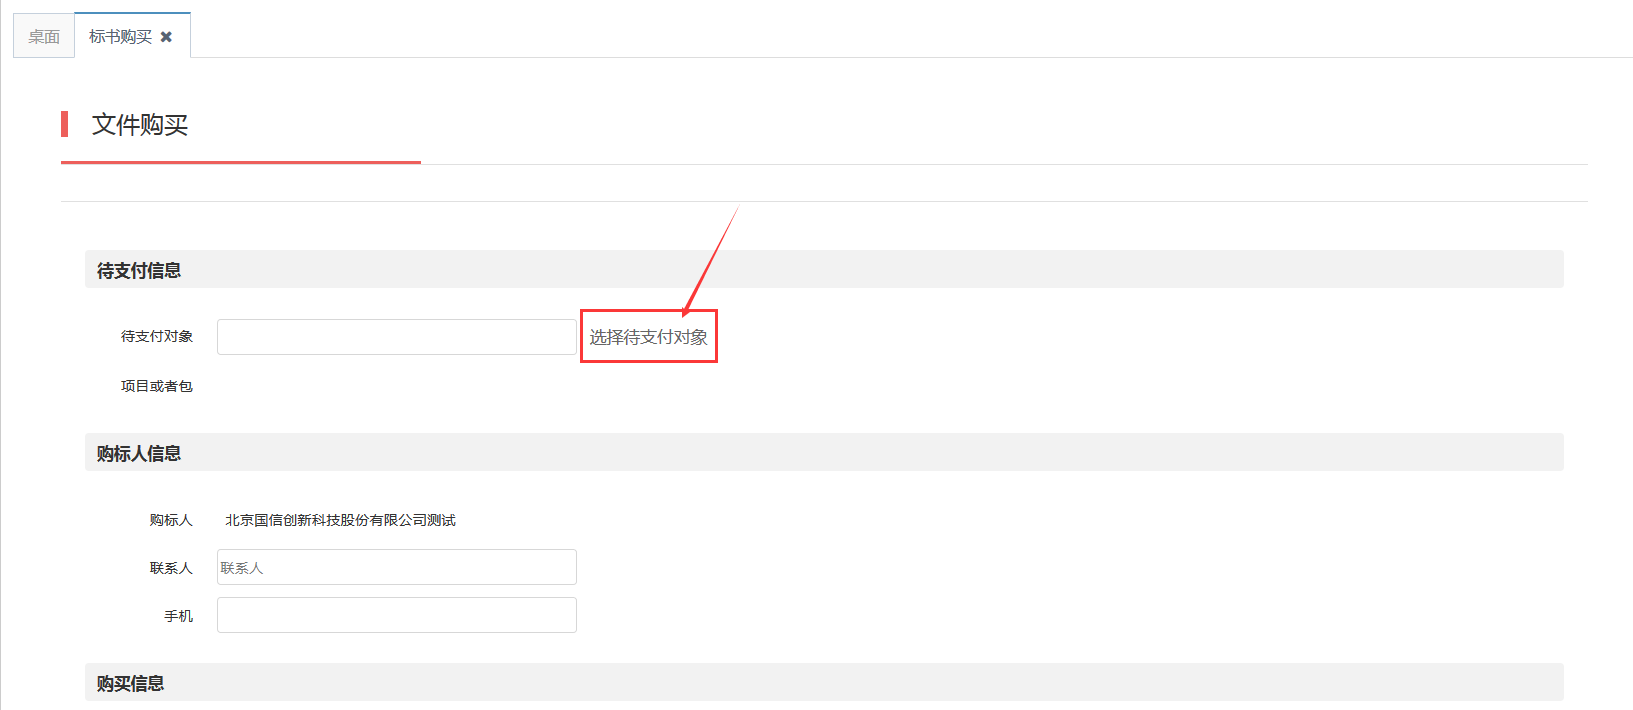 桌面 标书购买 ✖
文件购买
待支付信息
待支付对象 选择待支付对象
项目或者包
购标人信息
购标人 北京国信创新科技股份有限公司测试
联系人 联系人
手机
购买信息